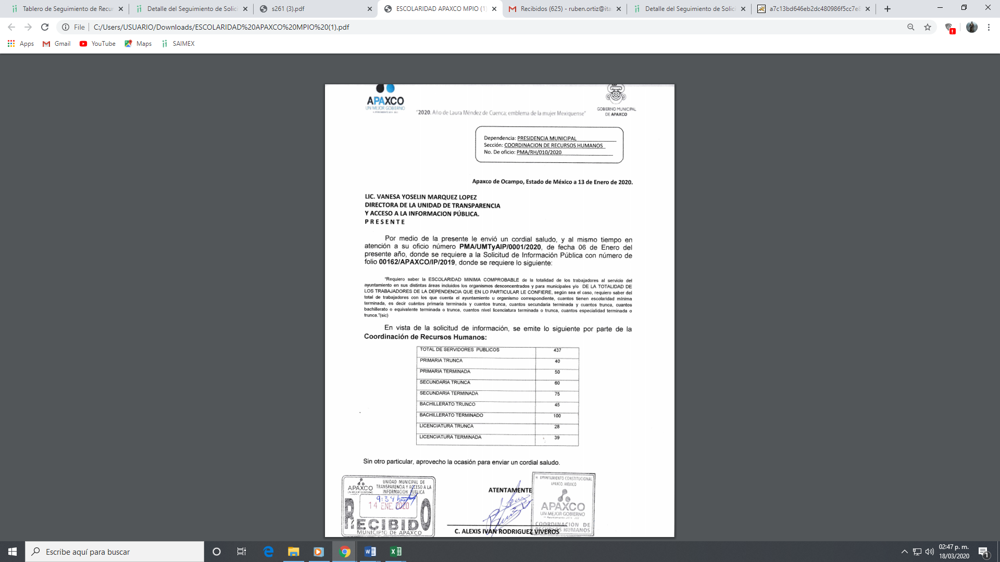 Tablero de Seguimiento de Recur
Detalle del Seguimiento de Solici
s261 (3).pdf
ESCOLARIDAD APAXCO MPIO (1)
Recibidos (625) - ruben.ortiz@ita
Detalle del Seguimiento de Solici
a7c13bd646eb2dc480986f5cc7e8
File
C:/Users/USUARIO/Downloads/ESCOLARIDAD%20APAXCO%20MPIO%20(1).pdf
Apps
Gmail
YouTube
Maps
SAIMEX
APAXCO
UN MEJOR GOBIERNO
"2020. Año de Laura Méndez de Cuenca; emblema de la mujer Mexiquense"
GOBIERNO MUNICIPAL
DE APAXCO
Dependencia: PRESIDENCIA MUNICIPAL
Sección: COORDINACION DE RECURSOS HUMANOS
No. De oficio: PMA/RH/010/2020
Apaxco de Ocampo, Estado de México a 13 de Enero de 2020.
LIC. VANESA YOSELIN MARQUEZ LOPEZ
DIRECTORA DE LA UNIDAD DE TRANSPARENCIA
Y ACCESO A LA INFORMACION PÚBLICA.
P R E S E N T E
Por medio de la presente le envió un cordial saludo, y al mismo tiempo en
atención a su oficio número PMA/UMTyAIP/0001/2020, de fecha 06 de Enero del
presente año, donde se requiere a la Solicitud de Información Pública con número de
folio 00162/APAXCO/IP/2019, donde se requiere lo siguiente:
"Requiero saber la ESCOLARIDAD MINIMA COMPROBABLE de la totalidad de los trabajadores al servicio del
ayuntamiento en sus distintas áreas incluidos los organismos desconcentrados y para municipales y/o DE LA TOTALIDAD DE
LOS TRABAJADORES DE LA DEPENDENCIA QUE EN LO PARTICULAR LE CONFIERE, según sea el caso, requiero saber del
total de trabajadores con los que cuenta el ayuntamiento u organismo correspondiente, cuantos tienen escolaridad mínima
terminada, es decir cuántos primaria terminada y cuantos trunca, cuantos secundaria terminada y cuantos trunca, cuantos
bachillerato o equivalente terminada o trunca, cuantos nivel licenciatura terminada o trunca, cuantos especialidad terminada o
trunca."(sic)
En vista de la solicitud de información, se emite lo siguiente por parte de la
Coordinación de Recursos Humanos:
TOTAL DE SERVIDORES PUBLICOS 437
PRIMARIA TRUNCA 40
PRIMARIA TERMINADA 50
SECUNDARIA TRUNCA 60
SECUNDARIA TERMINADA 75
BACHILLERATO TRUNCO 45
BACHILLERATO TERMINADO 100
LICENCIATURA TRUNCA 28
LICENCIATURA TERMINADA 39
Sin otro particular, aprovecho la ocasión para enviar un cordial saludo.
APAXCO
UNIDAD MUNICIPAL DE
TRANSPARENCIA Y ACCESO A LA
INFORMACIÓN PÚBLICA
9:34 hrs
14 ENE. 2020
RECIBIDO
MUNICIPIO DE APAXCO
ATENTAMENTE
H. AYUNTAMIENTO CONSTITUCIONAL
APAXCO, MÉXICO
APAXCO
UN MEJOR GOBIERNO
COORDINACIÓN DE
RECURSOS HUMANOS
C. ALEXIS IVAN RODRIGUEZ VIVEROS
Escribe aquí para buscar
02:47 p. m.
18/03/2020
1